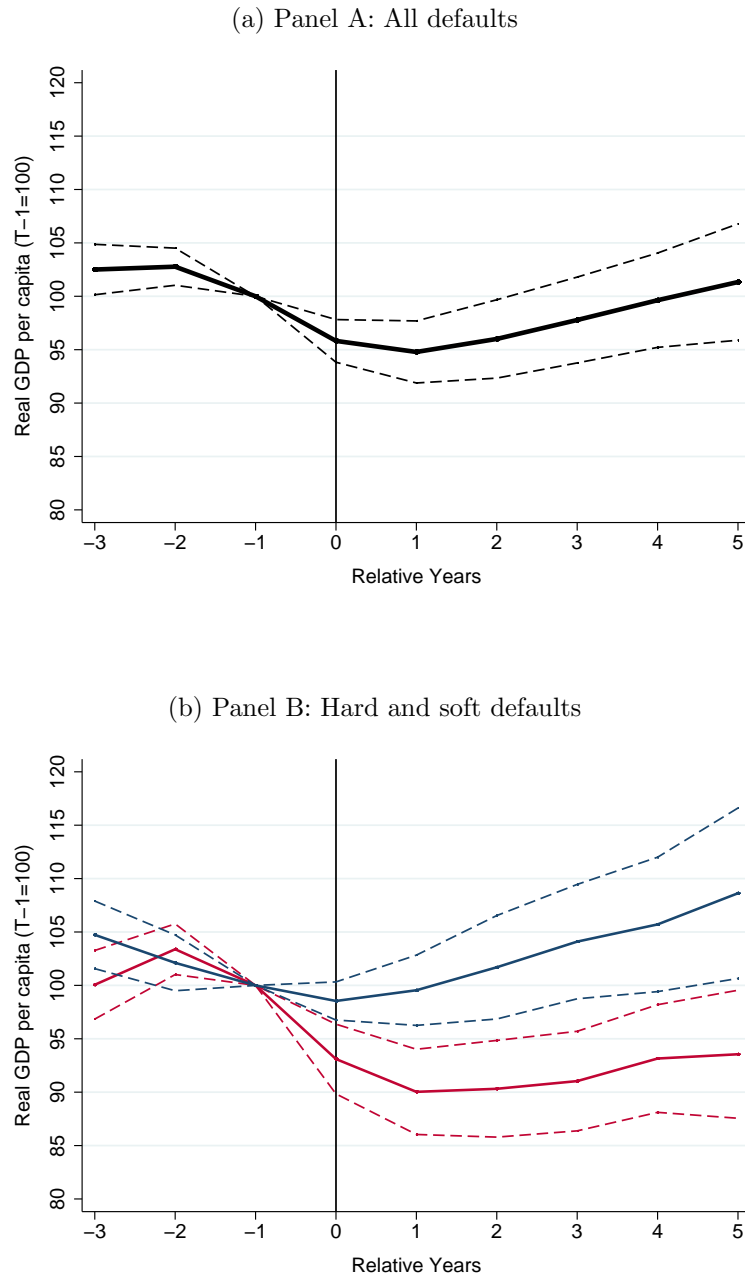 (a) Panel A: All defaults
Real GDP per capita (T−1=100)
120
115
110
105
100
95
90
85
80
−3 −2 −1 0 1 2 3 4 5
Relative Years
(b) Panel B: Hard and soft defaults
Real GDP per capita (T−1=100)
120
115
110
105
100
95
90
85
80
−3 −2 −1 0 1 2 3 4 5
Relative Years